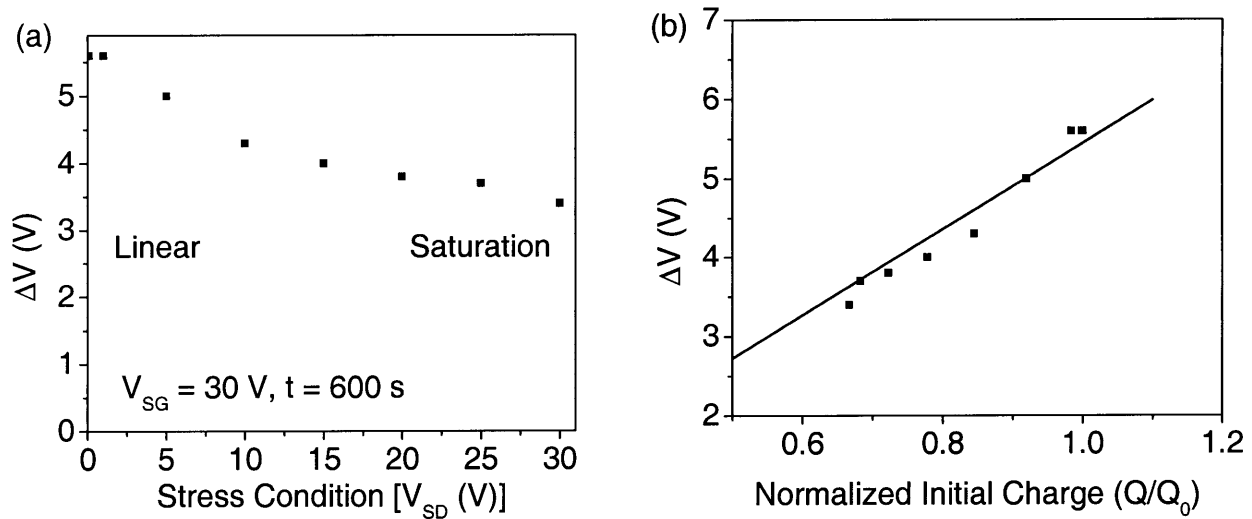 (a)
5
4
3
2
1
0
ΔV (V)
Linear
Saturation
V_SG = 30 V, t = 600 s
0 5 10 15 20 25 30
Stress Condition [V_SD (V)]
(b)
7
6
5
4
3
2
ΔV (V)
0.6 0.8 1.0 1.2
Normalized Initial Charge (Q/Q_0)